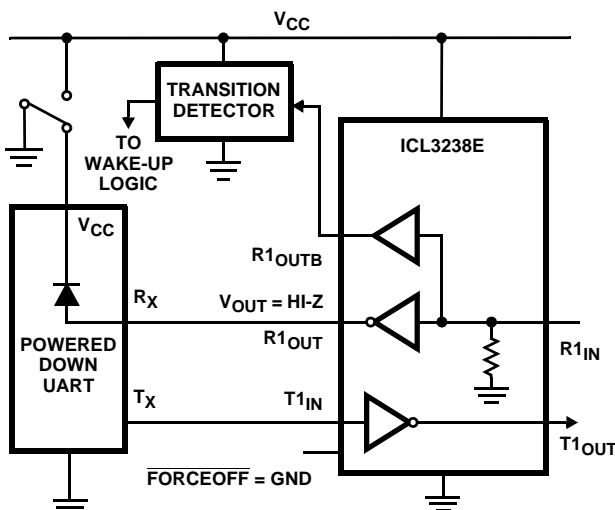 VCC
TRANSITION
DETECTOR
TO
WAKE-UP
LOGIC
ICL3238E
VCC
R1OUTB
RX
VOUT = HI-Z
POWERED
DOWN
UART
R1OUT
R1IN
TX
T1IN
T1OUT
FORCEOFF = GND